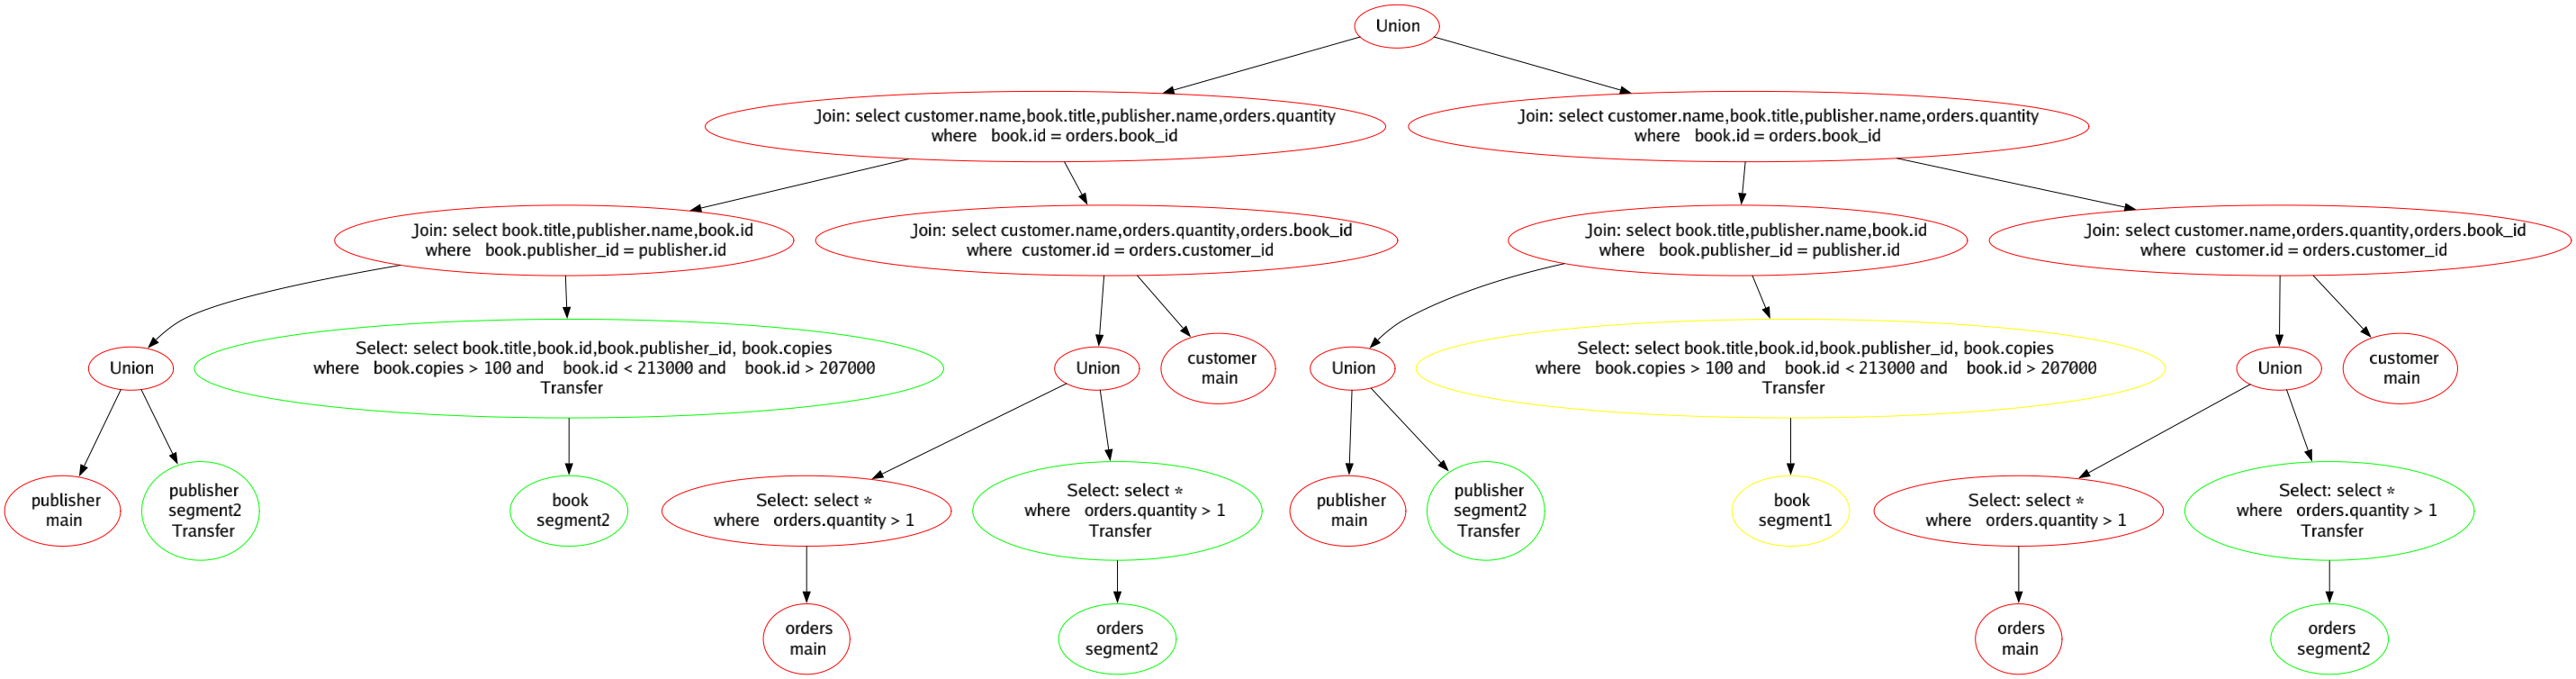 Union
Join: select customer.name,book.title,publisher.name,orders.quantity
where book.id = orders.book_id
Join: select customer.name,book.title,publisher.name,orders.quantity
where book.id = orders.book_id
Join: select book.title,publisher.name,book.id
where book.publisher_id = publisher.id
Join: select customer.name,orders.quantity,orders.book_id
where customer.id = orders.customer_id
Join: select book.title,publisher.name,book.id
where book.publisher_id = publisher.id
Join: select customer.name,orders.quantity,orders.book_id
where customer.id = orders.customer_id
Union
Select: select book.title,book.id,book.publisher_id, book.copies
where book.copies > 100 and book.id < 213000 and book.id > 207000
Transfer
Union
customer
main
Union
Select: select book.title,book.id,book.publisher_id, book.copies
where book.copies > 100 and book.id < 213000 and book.id > 207000
Transfer
Union
customer
main
publisher
main
publisher
segment2
Transfer
book
segment2
Select: select *
where orders.quantity > 1
Select: select *
where orders.quantity > 1
Transfer
publisher
main
publisher
segment2
Transfer
book
segment1
Select: select *
where orders.quantity > 1
Select: select *
where orders.quantity > 1
Transfer
orders
main
orders
segment2
orders
main
orders
segment2